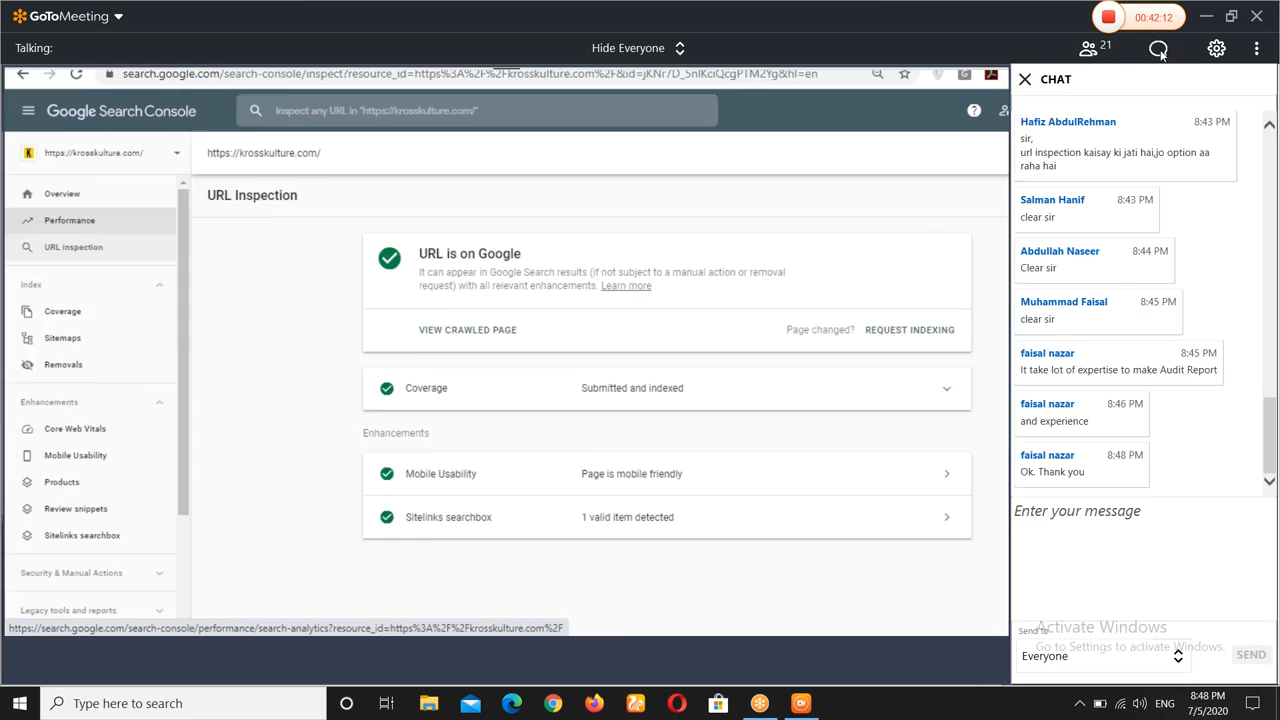 GoToMeeting
00:42:12
Talking:
Hide Everyone
21
search.google.com/search-console/inspect?resource_id=https%3A%2F%2Fkrosskulture.com%2F&id=jKNr7D_5nlKciQcgPTM2Yg&hl=en
CHAT
Google Search Console
Inspect any URL in "https://krosskulture.com/"
https://krosskulture.com/
https://krosskulture.com/
Overview
Performance
URL inspection
Index
Coverage
Sitemaps
Removals
Enhancements
Core Web Vitals
Mobile Usability
Products
Review snippets
Sitelinks searchbox
Security & Manual Actions
Legacy tools and reports
URL Inspection
URL is on Google
It can appear in Google Search results (if not subject to a manual action or removal
request) with all relevant enhancements. Learn more
VIEW CRAWLED PAGE
Page changed? REQUEST INDEXING
Coverage
Submitted and indexed
Enhancements
Mobile Usability
Page is mobile friendly
Sitelinks searchbox
1 valid item detected
https://search.google.com/search-console/performance/search-analytics?resource_id=https%3A%2F%2Fkrosskulture.com%2F
Hafiz AbdulRehman 8:43 PM
sir,
url inspection kaisay ki jati hai,jo option aa
raha hai
Salman Hanif 8:43 PM
clear sir
Abdullah Naseer 8:44 PM
Clear sir
Muhammad Faisal 8:45 PM
clear sir
faisal nazar 8:45 PM
It take lot of expertise to make Audit Report
faisal nazar 8:46 PM
and experience
faisal nazar 8:48 PM
Ok. Thank you
Enter your message
Activate Windows
Go to Settings to activate Windows.
Send to
Everyone
SEND
Type here to search
ENG
8:48 PM
7/5/2020